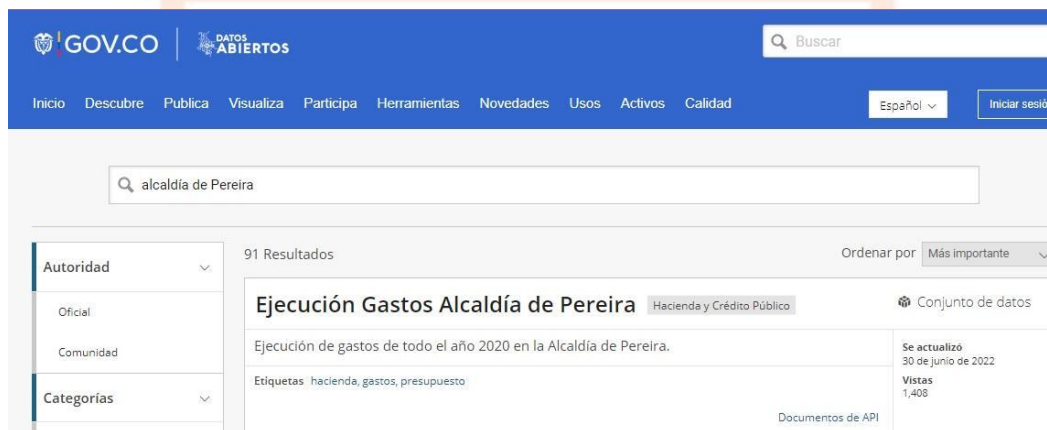 GOV.CO
DATOS
ABIERTOS
Buscar
Inicio Descubre Publica Visualiza Participa Herramientas Novedades Usos Activos Calidad
Español
Iniciar sesió
alcaldía de Pereira
Autoridad
Oficial
Comunidad
Categorías
91 Resultados
Ordenar por Más importante
Ejecución Gastos Alcaldía de Pereira Hacienda y Crédito Público
Conjunto de datos
Ejecución de gastos de todo el año 2020 en la Alcaldía de Pereira.
Etiquetas hacienda, gastos, presupuesto
Se actualizó
30 de junio de 2022
Vistas
1,408
Documentos de API